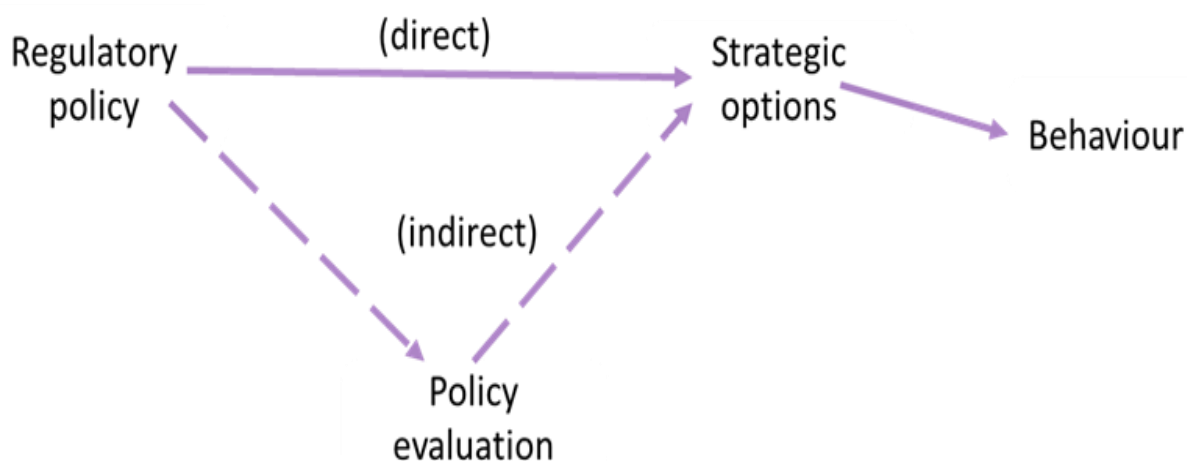 Regulatory
policy
(direct)
Strategic
options
Behaviour
(indirect)
Policy
evaluation